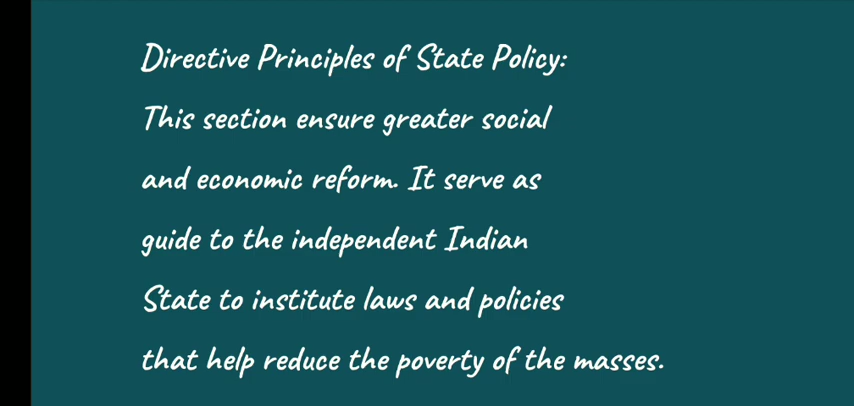 Directive Principles of State Policy:
This section ensure greater social
and economic reform. It serve as
guide to the independent Indian
State to institute laws and policies
that help reduce the poverty of the masses.